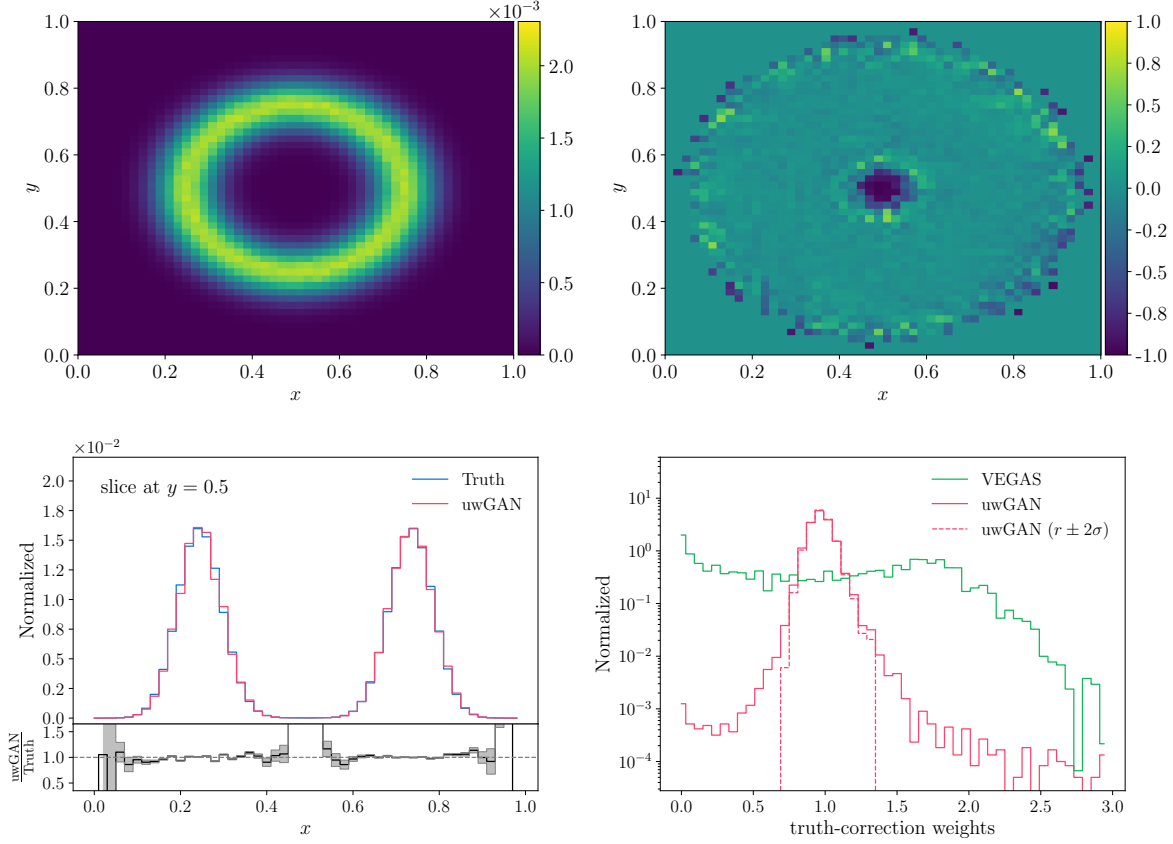 ×10−3
1.0
0.8
0.6
0.4
0.2
0.0
y
0.0 0.2 0.4 0.6 0.8 1.0
x
2.0
1.5
1.0
0.5
0.0
1.0
0.8
0.6
0.4
0.2
0.0
y
0.0 0.2 0.4 0.6 0.8 1.0
x
1.0
0.8
0.5
0.2
0.0
-0.2
-0.5
-0.8
-1.0
×10−2
slice at y = 0.5
Truth
uwGAN
2.0
1.8
1.5
1.2
1.0
0.8
0.5
0.2
0.0
Normalized
1.5
1.0
0.5
uwGAN
Truth
0.0 0.2 0.4 0.6 0.8 1.0
x
VEGAS
uwGAN
uwGAN (r ± 2σ)
10^1
10^0
10^−1
10^−2
10^−3
10^−4
Normalized
0.0 0.5 1.0 1.5 2.0 2.5 3.0
truth-correction weights